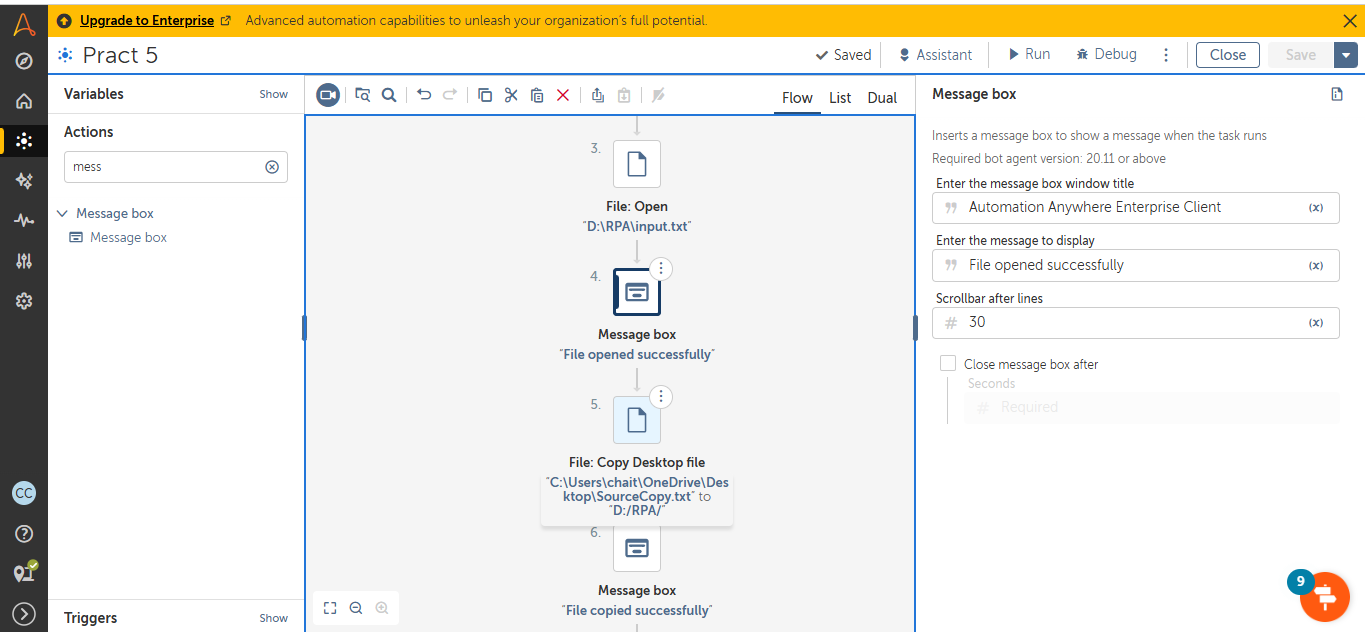 Upgrade to Enterprise
Advanced automation capabilities to unleash your organization's full potential.
Pract 5
Saved
Assistant
Run
Debug
Close
Save
Variables
Show
Actions
mess
Message box
Message box
Triggers
Show
Flow
List
Dual
3.
File: Open
"D:\RPA\input.txt"
4.
Message box
"File opened successfully"
5.
File: Copy Desktop file
"C:\Users\chait\OneDrive\Des
ktop\SourceCopy.txt" to
"D:/RPA/"
6.
Message box
"File copied successfully"
Message box
Inserts a message box to show a message when the task runs
Required bot agent version: 20.11 or above
Enter the message box window title
Automation Anywhere Enterprise Client
(x)
Enter the message to display
File opened successfully
(x)
Scrollbar after lines
# 30
(x)
Close message box after
Seconds
# Required
CC
9